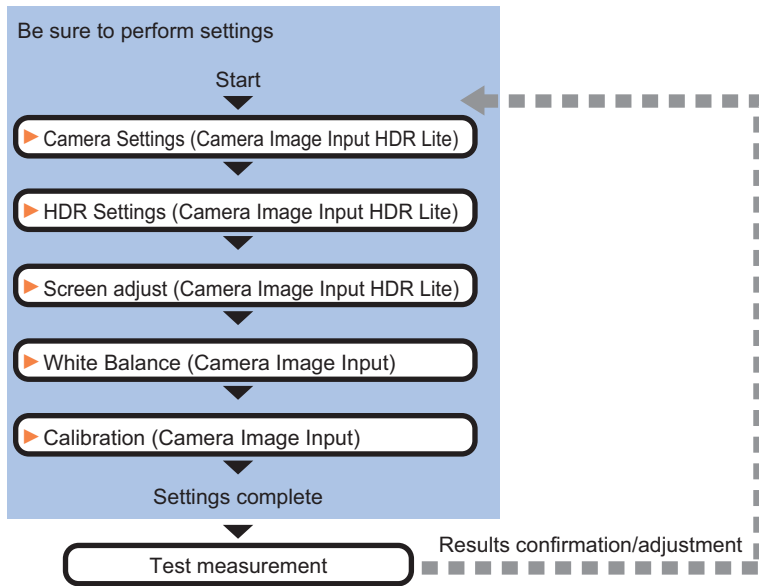 Be sure to perform settings
Start
Camera Settings (Camera Image Input HDR Lite)
HDR Settings (Camera Image Input HDR Lite)
Screen adjust (Camera Image Input HDR Lite)
White Balance (Camera Image Input)
Calibration (Camera Image Input)
Settings complete
Test measurement
Results confirmation/adjustment